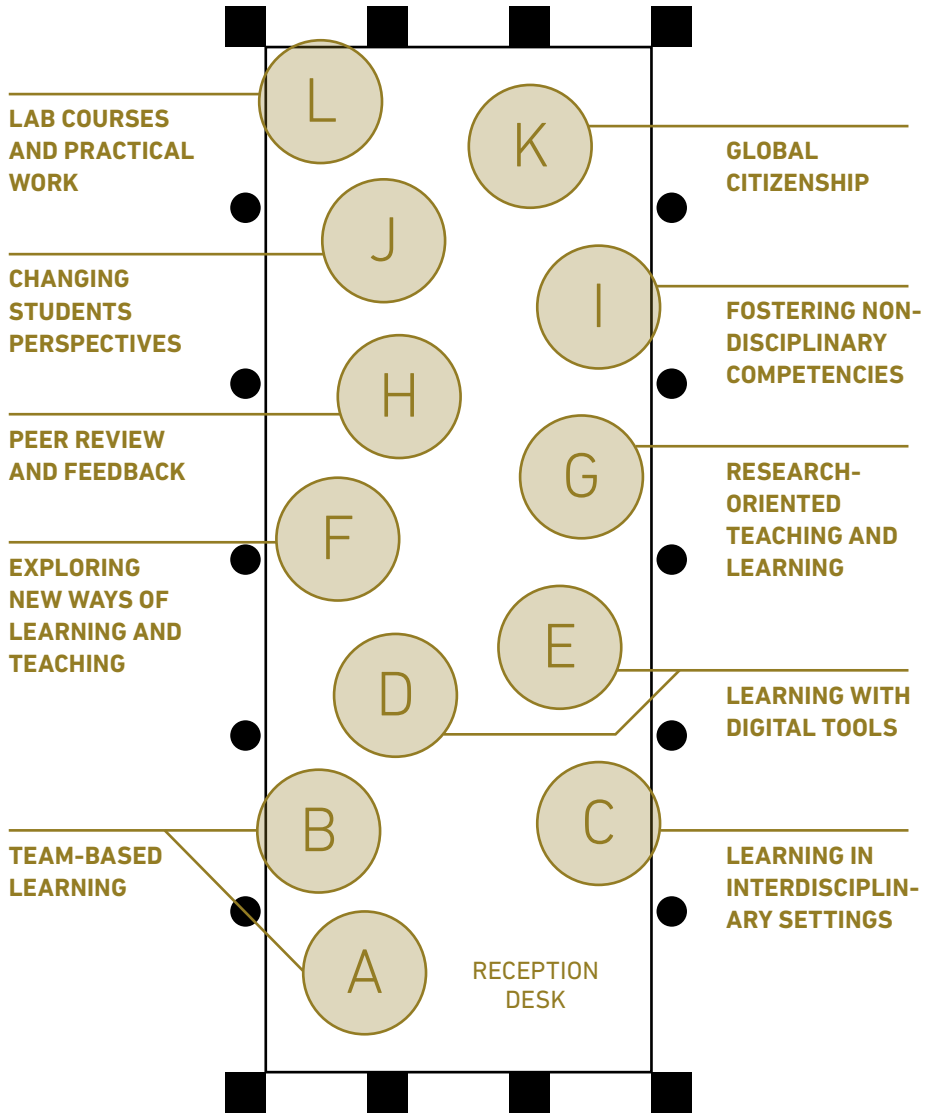 L
LAB COURSES
AND PRACTICAL
WORK
K
GLOBAL
CITIZENSHIP
J
CHANGING
STUDENTS
PERSPECTIVES
I
FOSTERING NON-
DISCIPLINARY
COMPETENCIES
H
PEER REVIEW
AND FEEDBACK
G
RESEARCH-
ORIENTED
TEACHING AND
LEARNING
F
EXPLORING
NEW WAYS OF
LEARNING AND
TEACHING
E
D
LEARNING WITH
DIGITAL TOOLS
B
TEAM-BASED
LEARNING
C
LEARNING IN
INTERDISCIPLIN-
ARY SETTINGS
A
RECEPTION
DESK